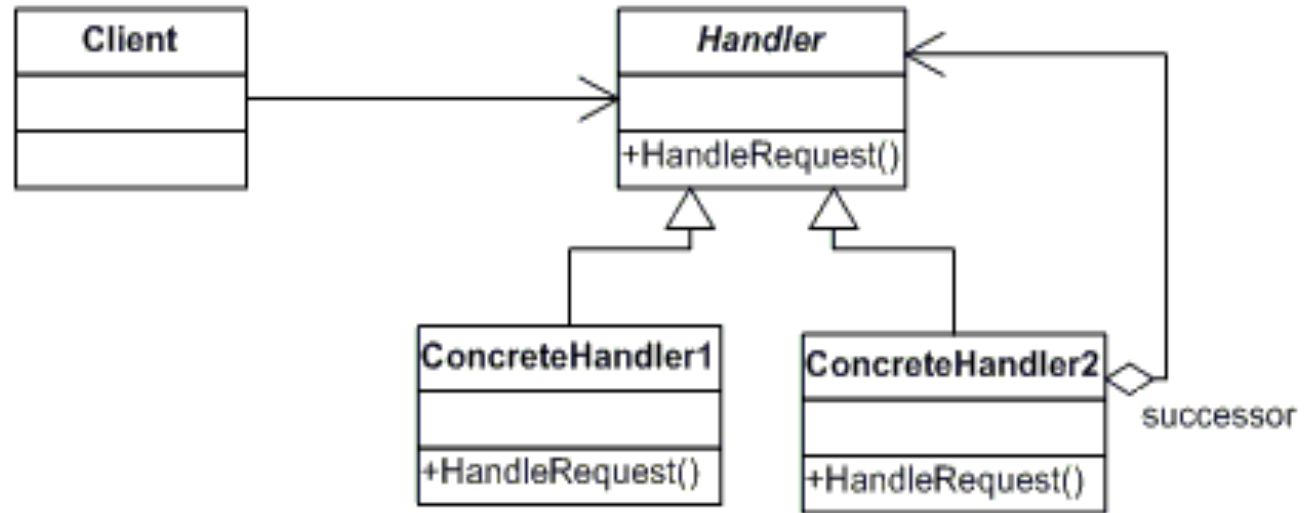 Client
Handler
+HandleRequest()
ConcreteHandler1
+HandleRequest()
ConcreteHandler2
+HandleRequest()
successor